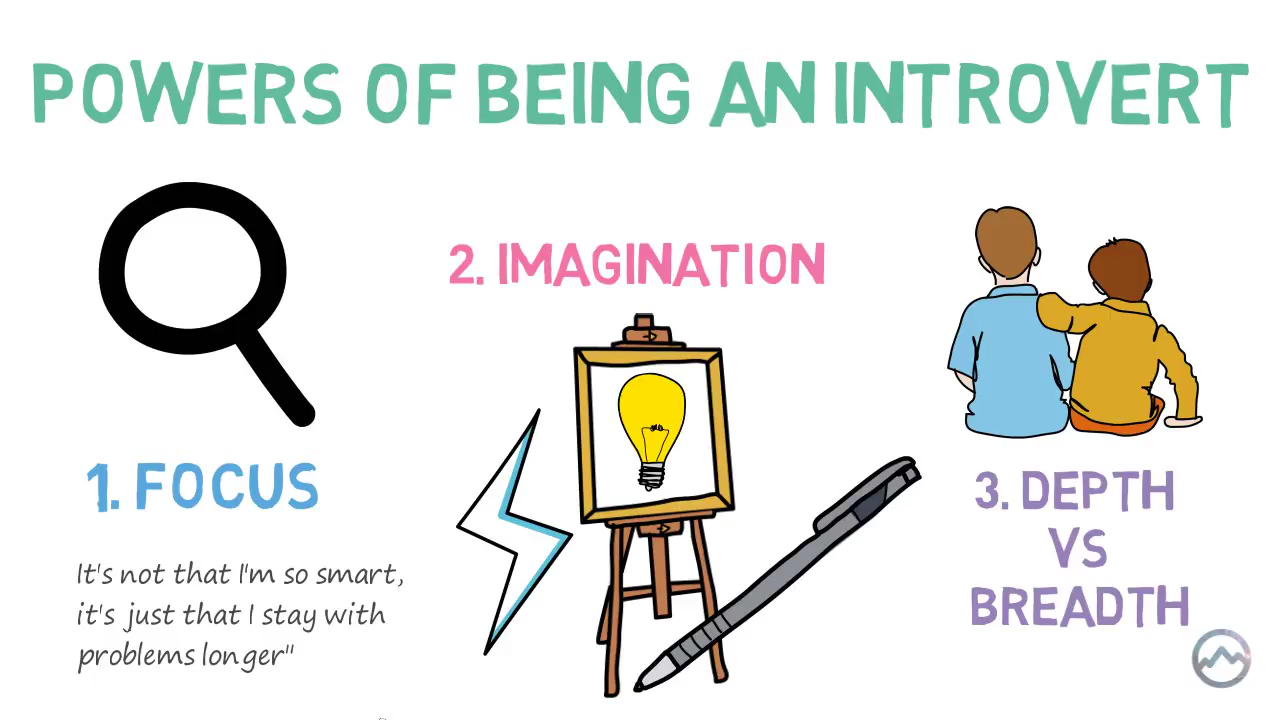 POWERS OF BEING AN INTROVERT
1. FOCUS
It's not that I'm so smart,
it's just that I stay with
problems longer"
2. IMAGINATION
3. DEPTH
VS
BREADTH